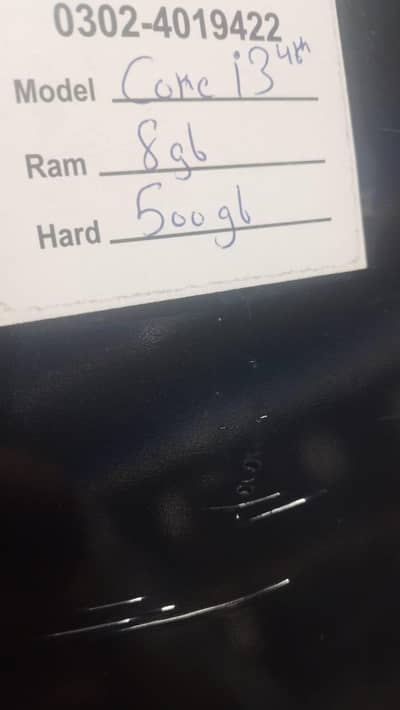 0302-4019422
Model Core i3 4th
Ram 8gb
Hard 500gb